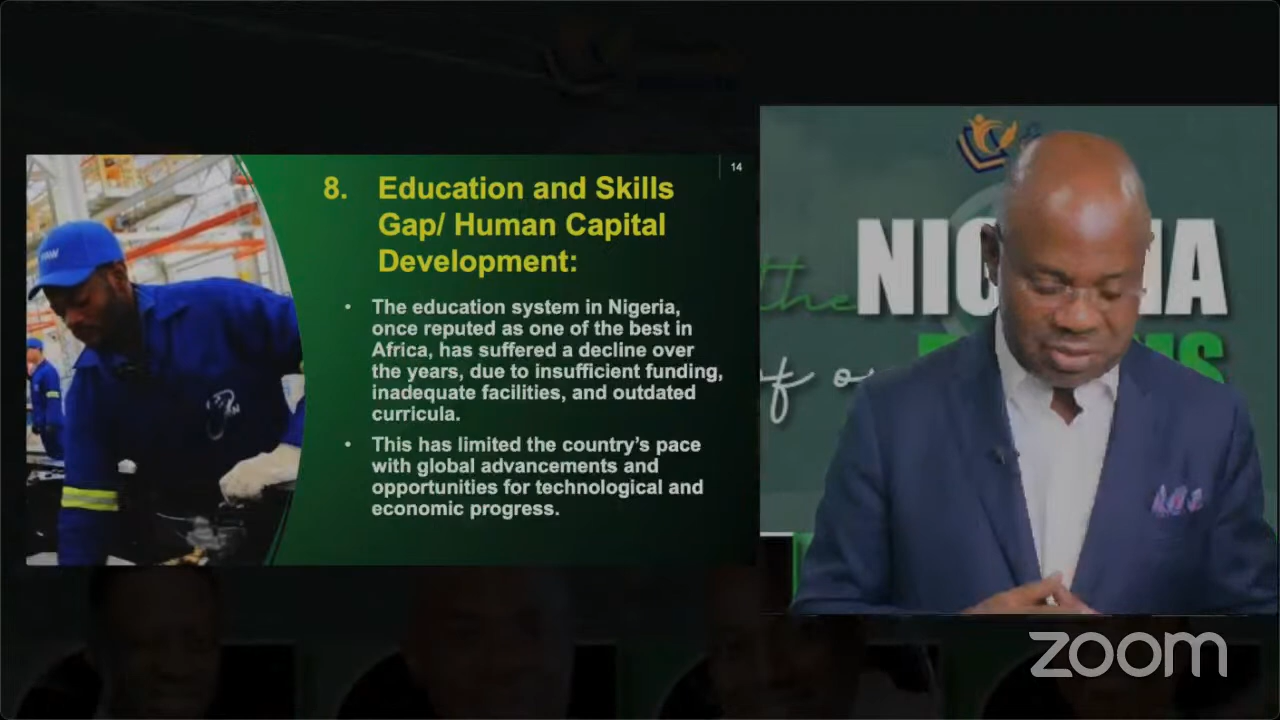 14
8. Education and Skills
Gap/ Human Capital
Development:
• The education system in Nigeria,
once reputed as one of the best in
Africa, has suffered a decline over
the years, due to insufficient funding,
inadequate facilities, and outdated
curricula.
• This has limited the country's pace
with global advancements and
opportunities for technological and
economic progress.
the
of
zoom